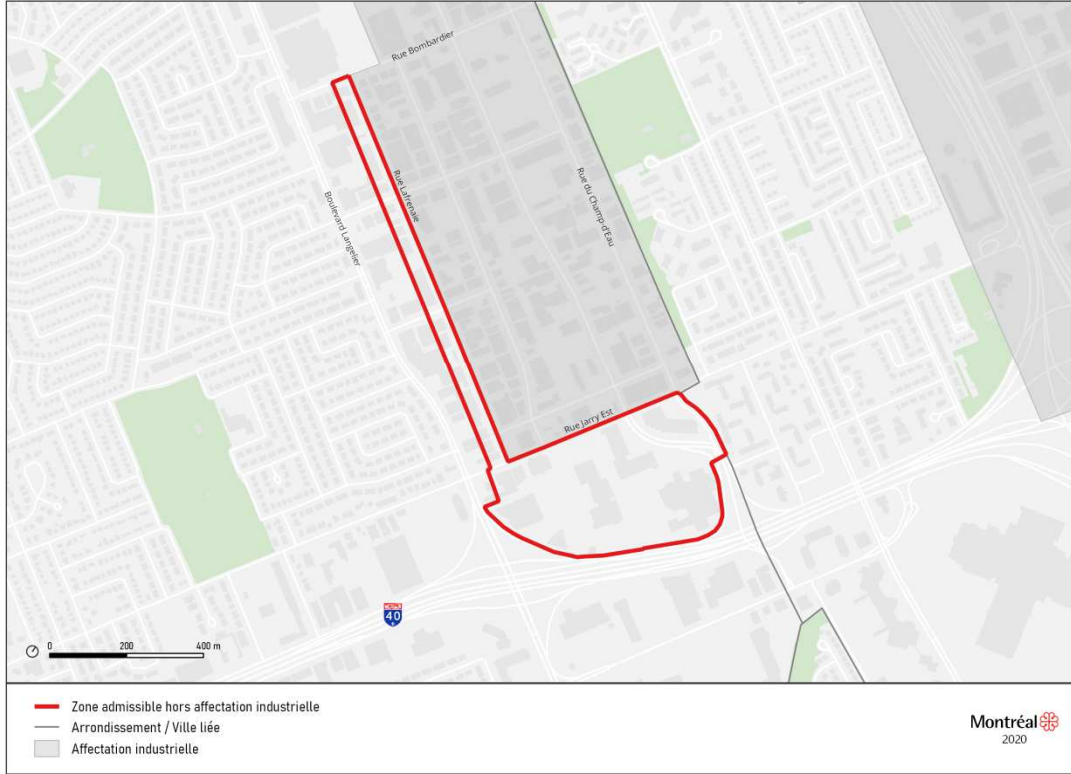 Rue Bombardier
Rue Lafrenaie
Rue du Champ-d'Eau
Boulevard Langelier
Rue Jarry Est
40
0 200 400 m
Zone admissible hors affectation industrielle
Arrondissement / Ville liée
Affectation industrielle
Montréal
2020